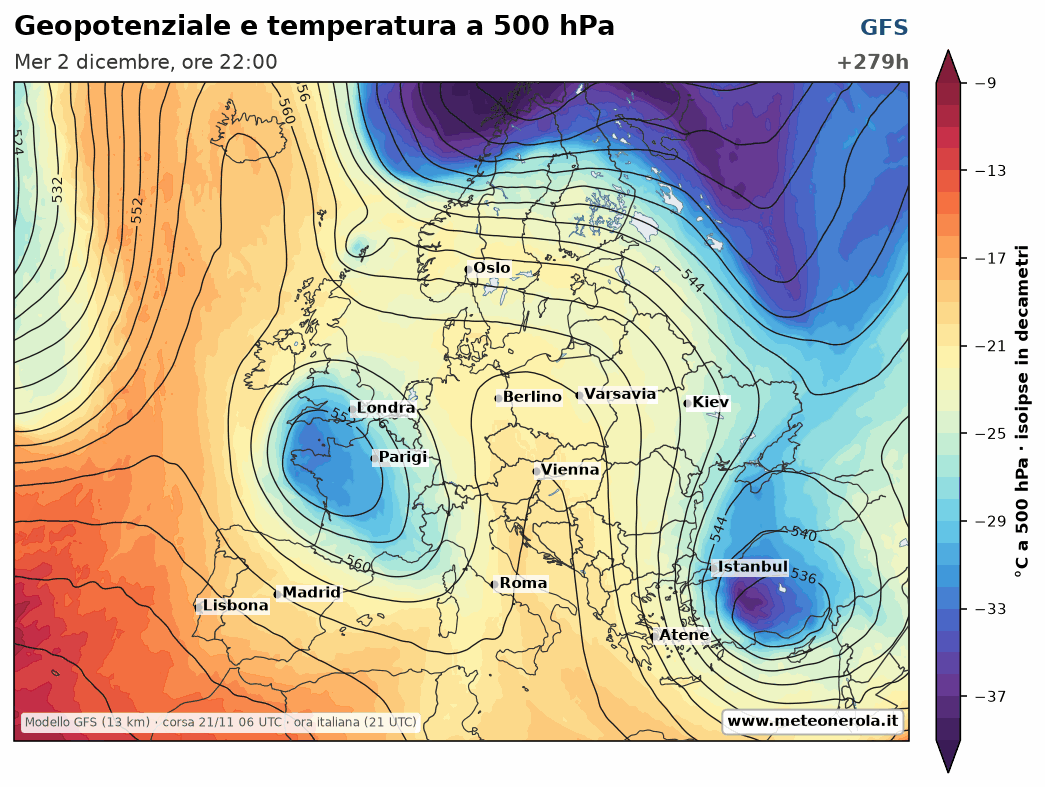 Geopotenziale e temperatura a 500 hPa
GFS
Mer 2 dicembre, ore 22:00
+279h
524
532
552
560
56
544
Oslo
Londra
Berlino
Varsavia
Kiev
Parigi
Vienna
544
540
536
560
Istanbul
Roma
Madrid
Lisbona
Atene
Modello GFS (13 km) · corsa 21/11 06 UTC · ora italiana (21 UTC)
www.meteonerola.it
−9
−13
−17
−21
−25
−29
−33
−37
°C a 500 hPa · isoipse in decametri